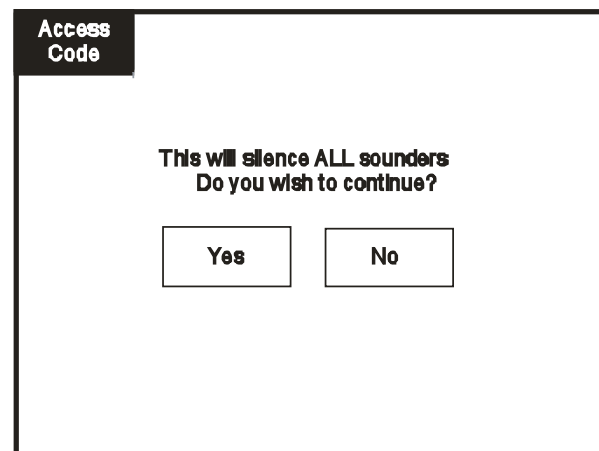 Access
Code
This will silence ALL sounders
Do you wish to continue?
Yes
No